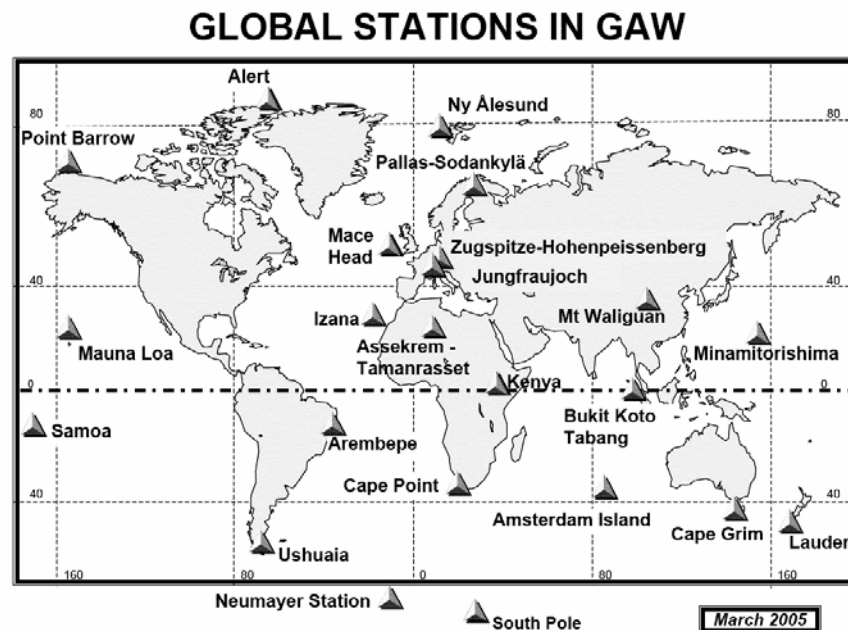 GLOBAL STATIONS IN GAW
Alert
Ny Ålesund
80
80
Point Barrow
Pallas-Sodankylä
Mace
Head
Zugspitze-Hohenpeissenberg
Jungfraujoch
40
40
Izana
Mt Waliguan
Mauna Loa
Assekrem -
Tamanrasset
Minamitorishima
Kenya
0
0
Bukit Koto
Tabang
Samoa
Arembepe
Cape Point
40
40
Amsterdam Island
Cape Grim
Lauder
Ushuaia
160
80
0
80
160
Neumayer Station
South Pole
March 2005